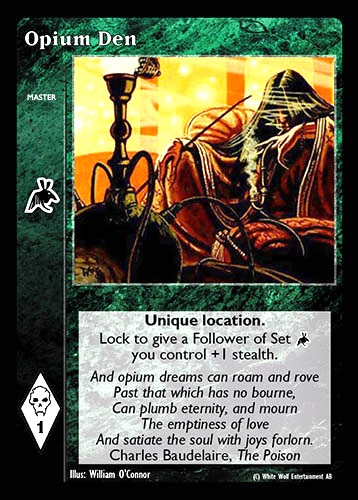 Opium Den
MASTER
Unique location.
Lock to give a Follower of Set
you control +1 stealth.
And opium dreams can roam and rove
Past that which has no bourne,
Can plumb eternity, and mourn
The emptiness of love
And satiate the soul with joys forlorn.
Charles Baudelaire, The Poison
1
Illus: William O'Connor
(C) White Wolf Entertainment AB